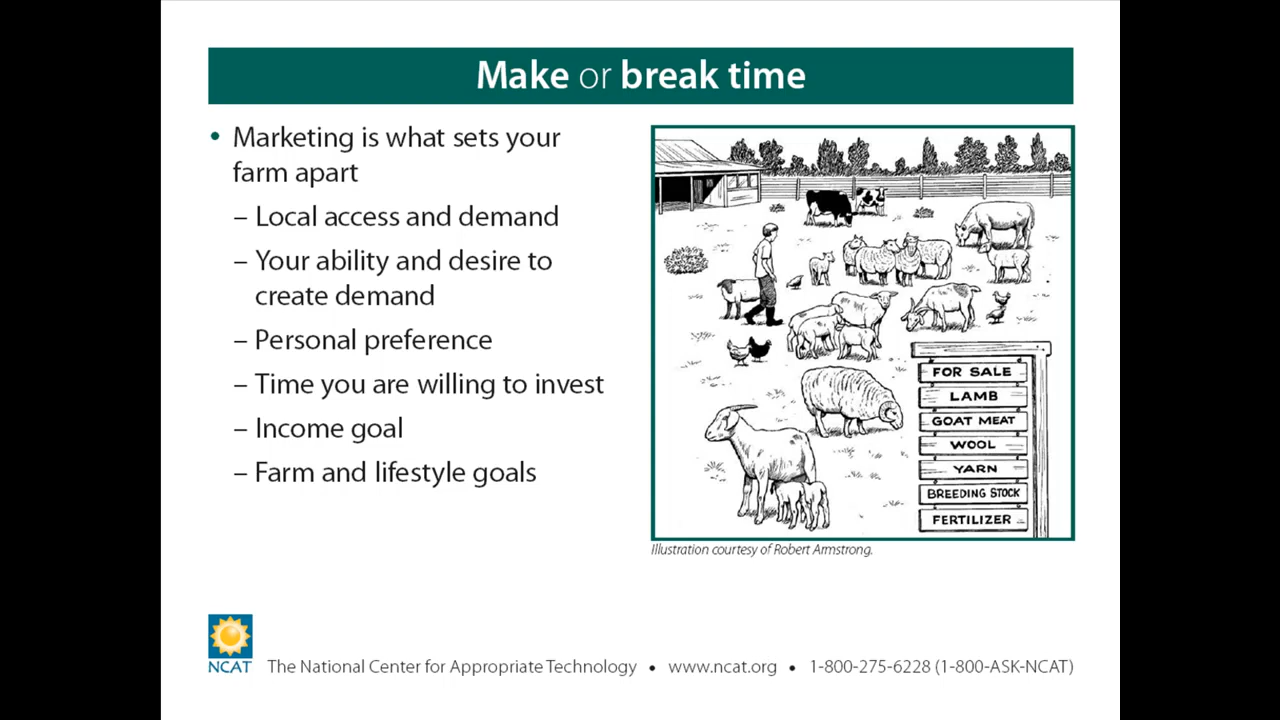 Make or break time
• Marketing is what sets your
farm apart
– Local access and demand
– Your ability and desire to
create demand
– Personal preference
– Time you are willing to invest
– Income goal
– Farm and lifestyle goals
FOR SALE
LAMB
GOAT MEAT
WOOL
YARN
BREEDING STOCK
FERTILIZER
Illustration courtesy of Robert Armstrong.
NCAT
The National Center for Appropriate Technology • www.ncat.org • 1-800-275-6228 (1-800-ASK-NCAT)